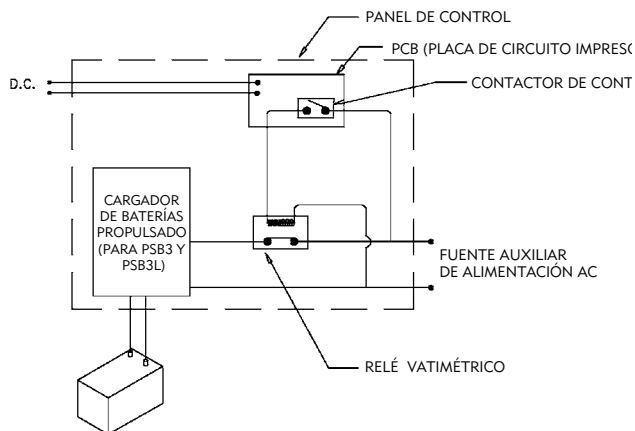 PANEL DE CONTROL
PCB (PLACA DE CIRCUITO IMPRESO
D.C.
CONTACTOR DE CONT
CARGADOR
DE BATERÍAS
PROPULSADO
(PARA PSB3 Y
PSB3L)
FUENTE AUXILIAR
DE ALIMENTACIÓN AC
RELÉ VATIMÉTRICO